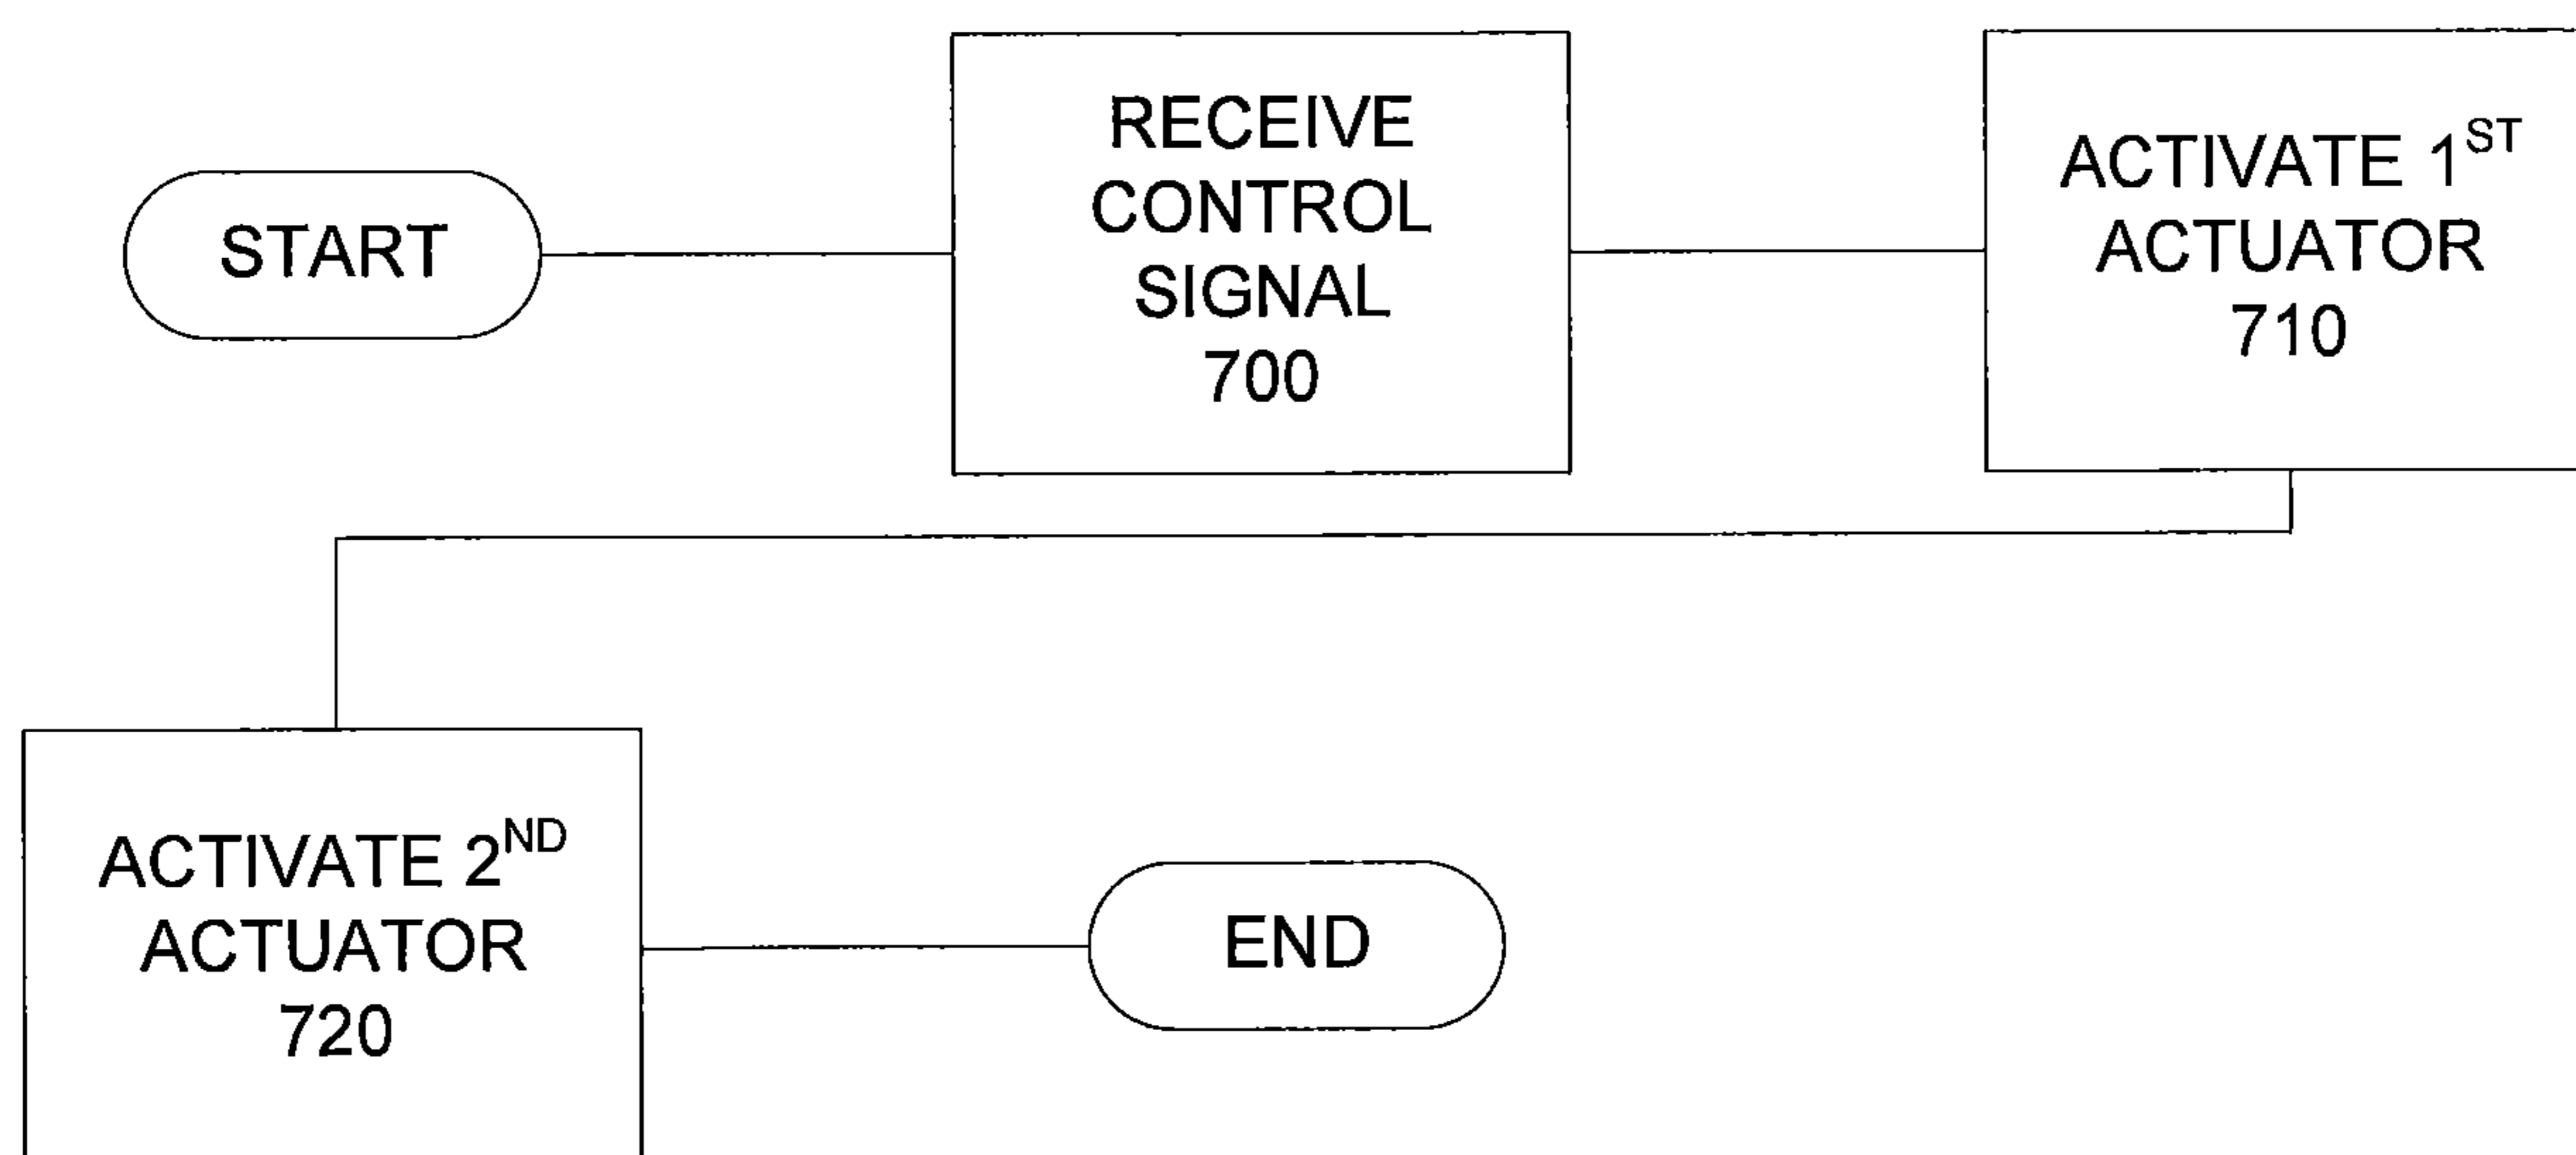 START
RECEIVE
CONTROL
SIGNAL
700
ACTIVATE 1ST
ACTUATOR
710
ACTIVATE 2ND
ACTUATOR
720
END